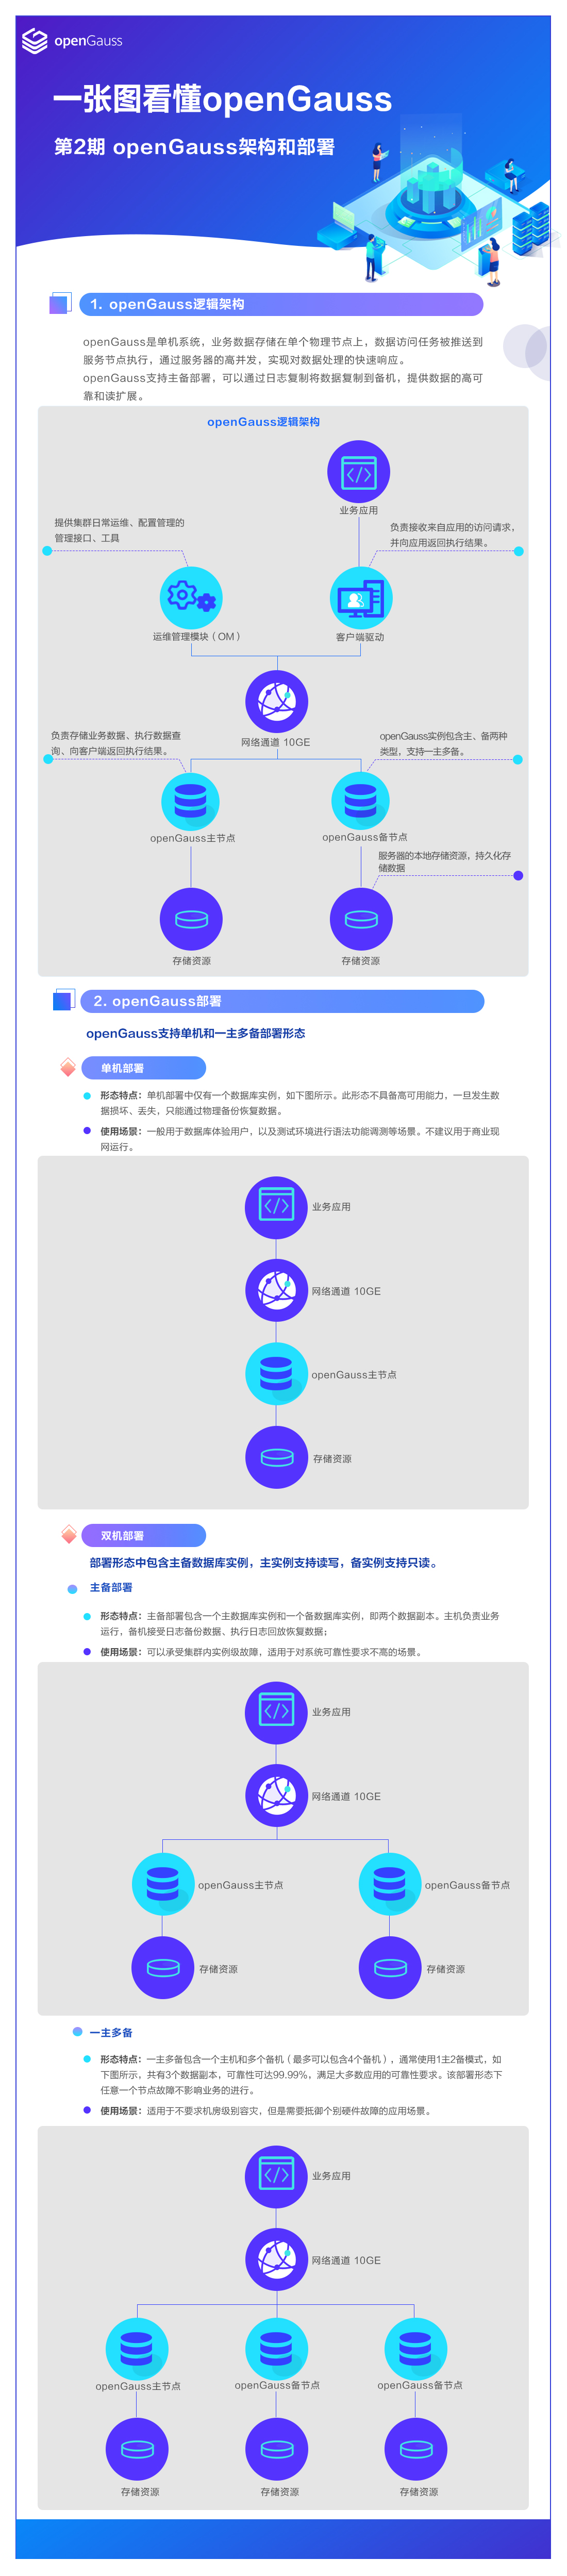 openGauss
一张图看懂openGauss
第2期 openGauss架构和部署
1. openGauss逻辑架构
openGauss是单机系统，业务数据存储在单个物理节点上，数据访问任务被推送到
服务节点执行，通过服务器的高并发，实现对数据处理的快速响应。
openGauss支持主备部署，可以通过日志复制将数据复制到备机，提供数据的高可
靠和读扩展。
openGauss逻辑架构
业务应用
提供集群日常运维、配置管理的
管理接口、工具
负责接收来自应用的访问请求，
并向应用返回执行结果。
运维管理模块（OM）
客户端驱动
网络通道 10GE
负责存储业务数据、执行数据查
询、向客户端返回执行结果。
openGauss实例包含主、备两种
类型，支持一主多备。
openGauss主节点
openGauss备节点
服务器的本地存储资源，持久化存
储数据
存储资源
存储资源
2. openGauss部署
openGauss支持单机和一主多备部署形态
单机部署
形态特点：单机部署中仅有一个数据库实例，如下图所示。此形态不具备高可用能力，一旦发生数
据损坏、丢失，只能通过物理备份恢复数据。
使用场景：一般用于数据库体验用户，以及测试环境进行语法功能调测等场景。不建议用于商业现
网运行。
业务应用
网络通道 10GE
openGauss主节点
存储资源
双机部署
部署形态中包含主备数据库实例，主实例支持读写，备实例支持只读。
主备部署
形态特点：主备部署包含一个主数据库实例和一个备数据库实例，即两个数据副本。主机负责业务
运行，备机接受日志备份数据、执行日志回放恢复数据；
使用场景：可以承受集群内实例级故障，适用于对系统可靠性要求不高的场景。
业务应用
网络通道 10GE
openGauss主节点
openGauss备节点
存储资源
存储资源
一主多备
形态特点：一主多备包含一个主机和多个备机（最多可以包含4个备机），通常使用1主2备模式，如
下图所示，共有3个数据副本，可靠性可达99.99%，满足大多数应用的可靠性要求。该部署形态下
任意一个节点故障不影响业务的进行。
使用场景：适用于不要求机房级别容灾，但是需要抵御个别硬件故障的应用场景。
业务应用
网络通道 10GE
openGauss主节点
openGauss备节点
openGauss备节点
存储资源
存储资源
存储资源